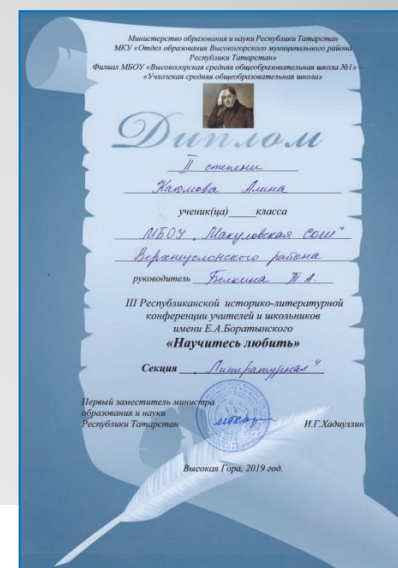 Министерство образования и науки Республики Татарстан
МКУ «Отдел образования Высокогорского муниципального района
Республики Татарстан»
Филиал МБОУ «Высокогорская средняя общеобразовательная школа №1» –
«Учхозская средняя общеобразовательная школа»
Диплом
II степени
Каюмова Алина
ученик(ца) класса
МБОУ „Макуловская сош"
Верхнеуслонского района
руководитель Белкина Т.А.
III Республиканской историко-литературной
конференции учителей и школьников
имени Е.А.Боратынского
«Научитесь любить»
Секция „Литературная"
Первый заместитель министра
образования и науки
Республики Татарстан И.Г.Хадиуллин
Высокая Гора, 2019 год.